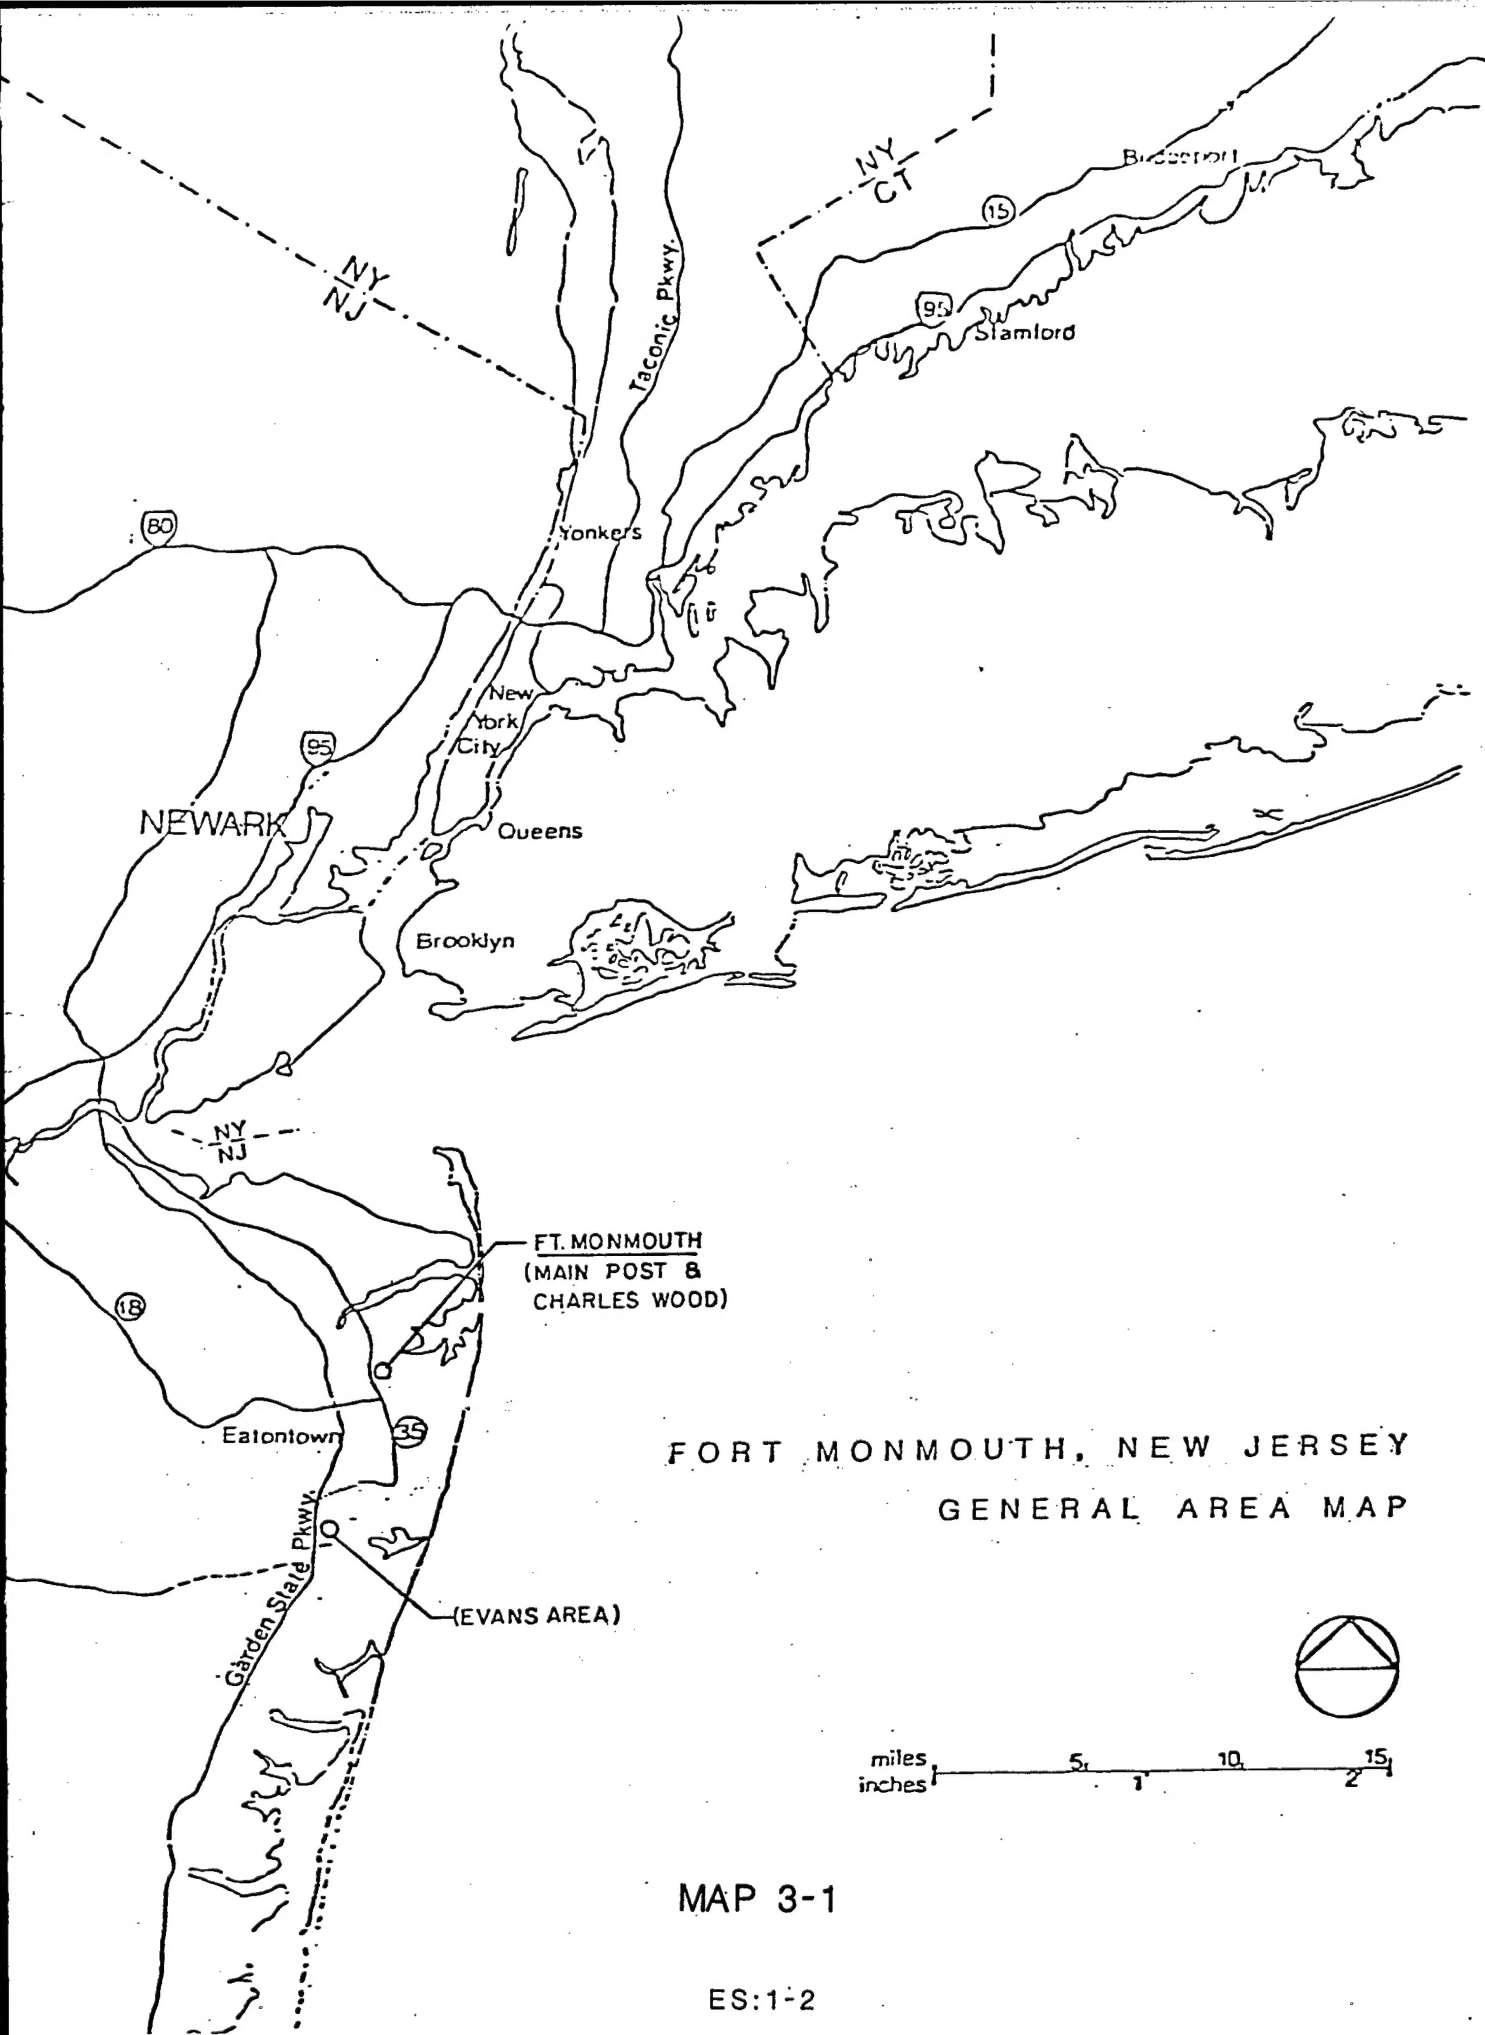 NY
CT
Bridgeport
15
NY
NJ
Taconic Pkwy.
95
Stamford
80
Yonkers
New
York
City
95
NEWARK
Queens
Brooklyn
NY
NJ
FT. MONMOUTH
(MAIN POST &
CHARLES WOOD)
18
Eatontown
35
FORT MONMOUTH, NEW JERSEY
GENERAL AREA MAP
Garden State Pkwy.
(EVANS AREA)
miles 5 10 15
inches 1 2
MAP 3-1
ES:1-2